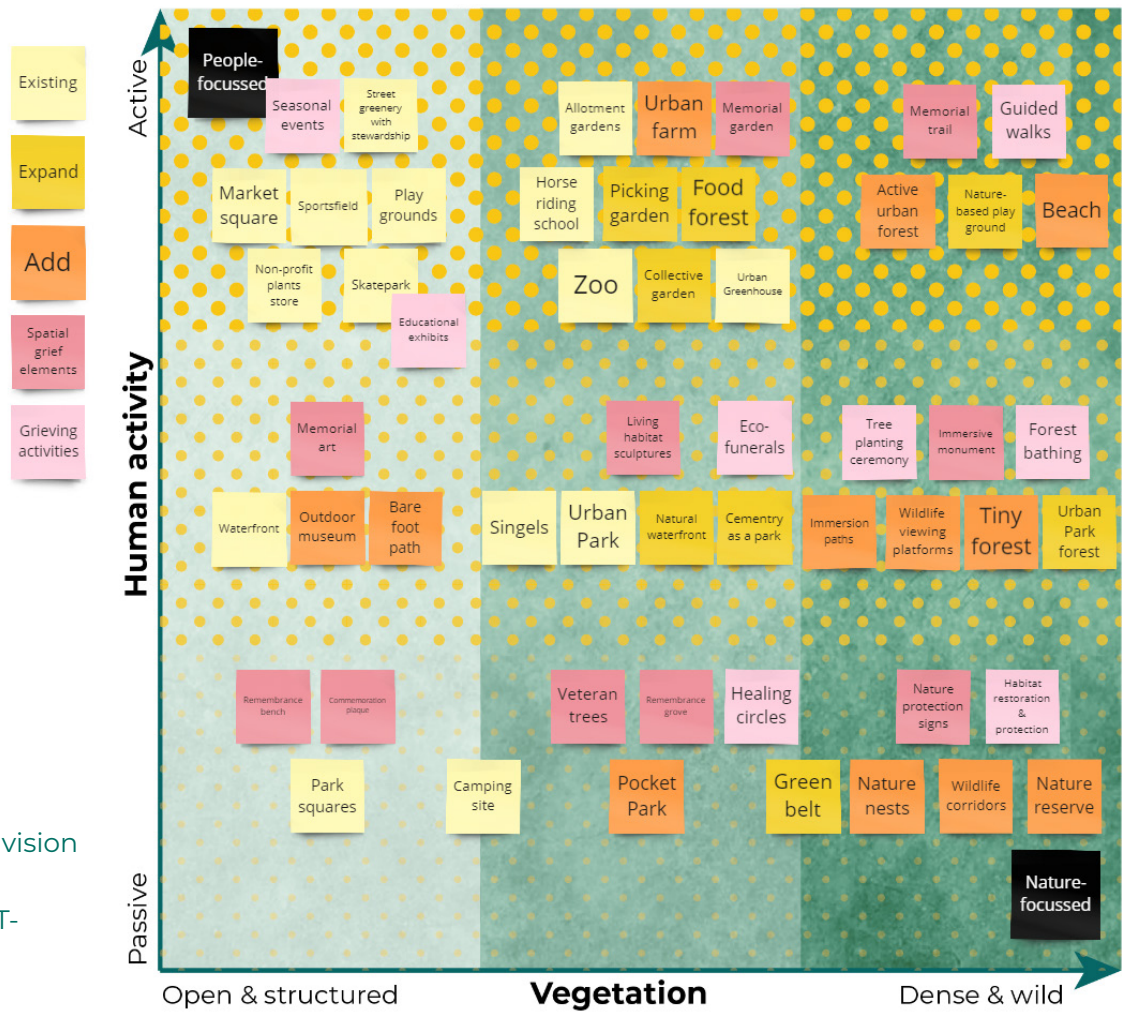 Existing
Expand
Add
Spatial
grief
elements
Grieving
activities
vision
T-
Active
Human activity
Passive
People-
focussed
Seasonal
events
Street
greenery
with
stewardship
Market
square
Sportsfield
Play
grounds
Non-profit
plants
store
Skatepark
Educational
exhibits
Allotment
gardens
Urban
farm
Memorial
garden
Horse
riding
school
Picking
garden
Food
forest
Zoo
Collective
garden
Urban
Greenhouse
Memorial
trail
Guided
walks
Active
urban
forest
Nature-
based play
ground
Beach
Memorial
art
Waterfront
Outdoor
museum
Bare
foot
path
Living
habitat
sculptures
Eco-
funerals
Singels
Urban
Park
Natural
waterfront
Cementry
as a park
Tree
planting
ceremony
Immersive
monument
Forest
bathing
Immersion
paths
Wildlife
viewing
platforms
Tiny
forest
Urban
Park
forest
Remembrance
bench
Commemoration
plaque
Park
squares
Camping
site
Veteran
trees
Remembrance
grove
Healing
circles
Pocket
Park
Nature
protection
signs
Habitat
restoration
&
protection
Green
belt
Nature
nests
Wildlife
corridors
Nature
reserve
Nature-
focussed
Open & structured
Vegetation
Dense & wild